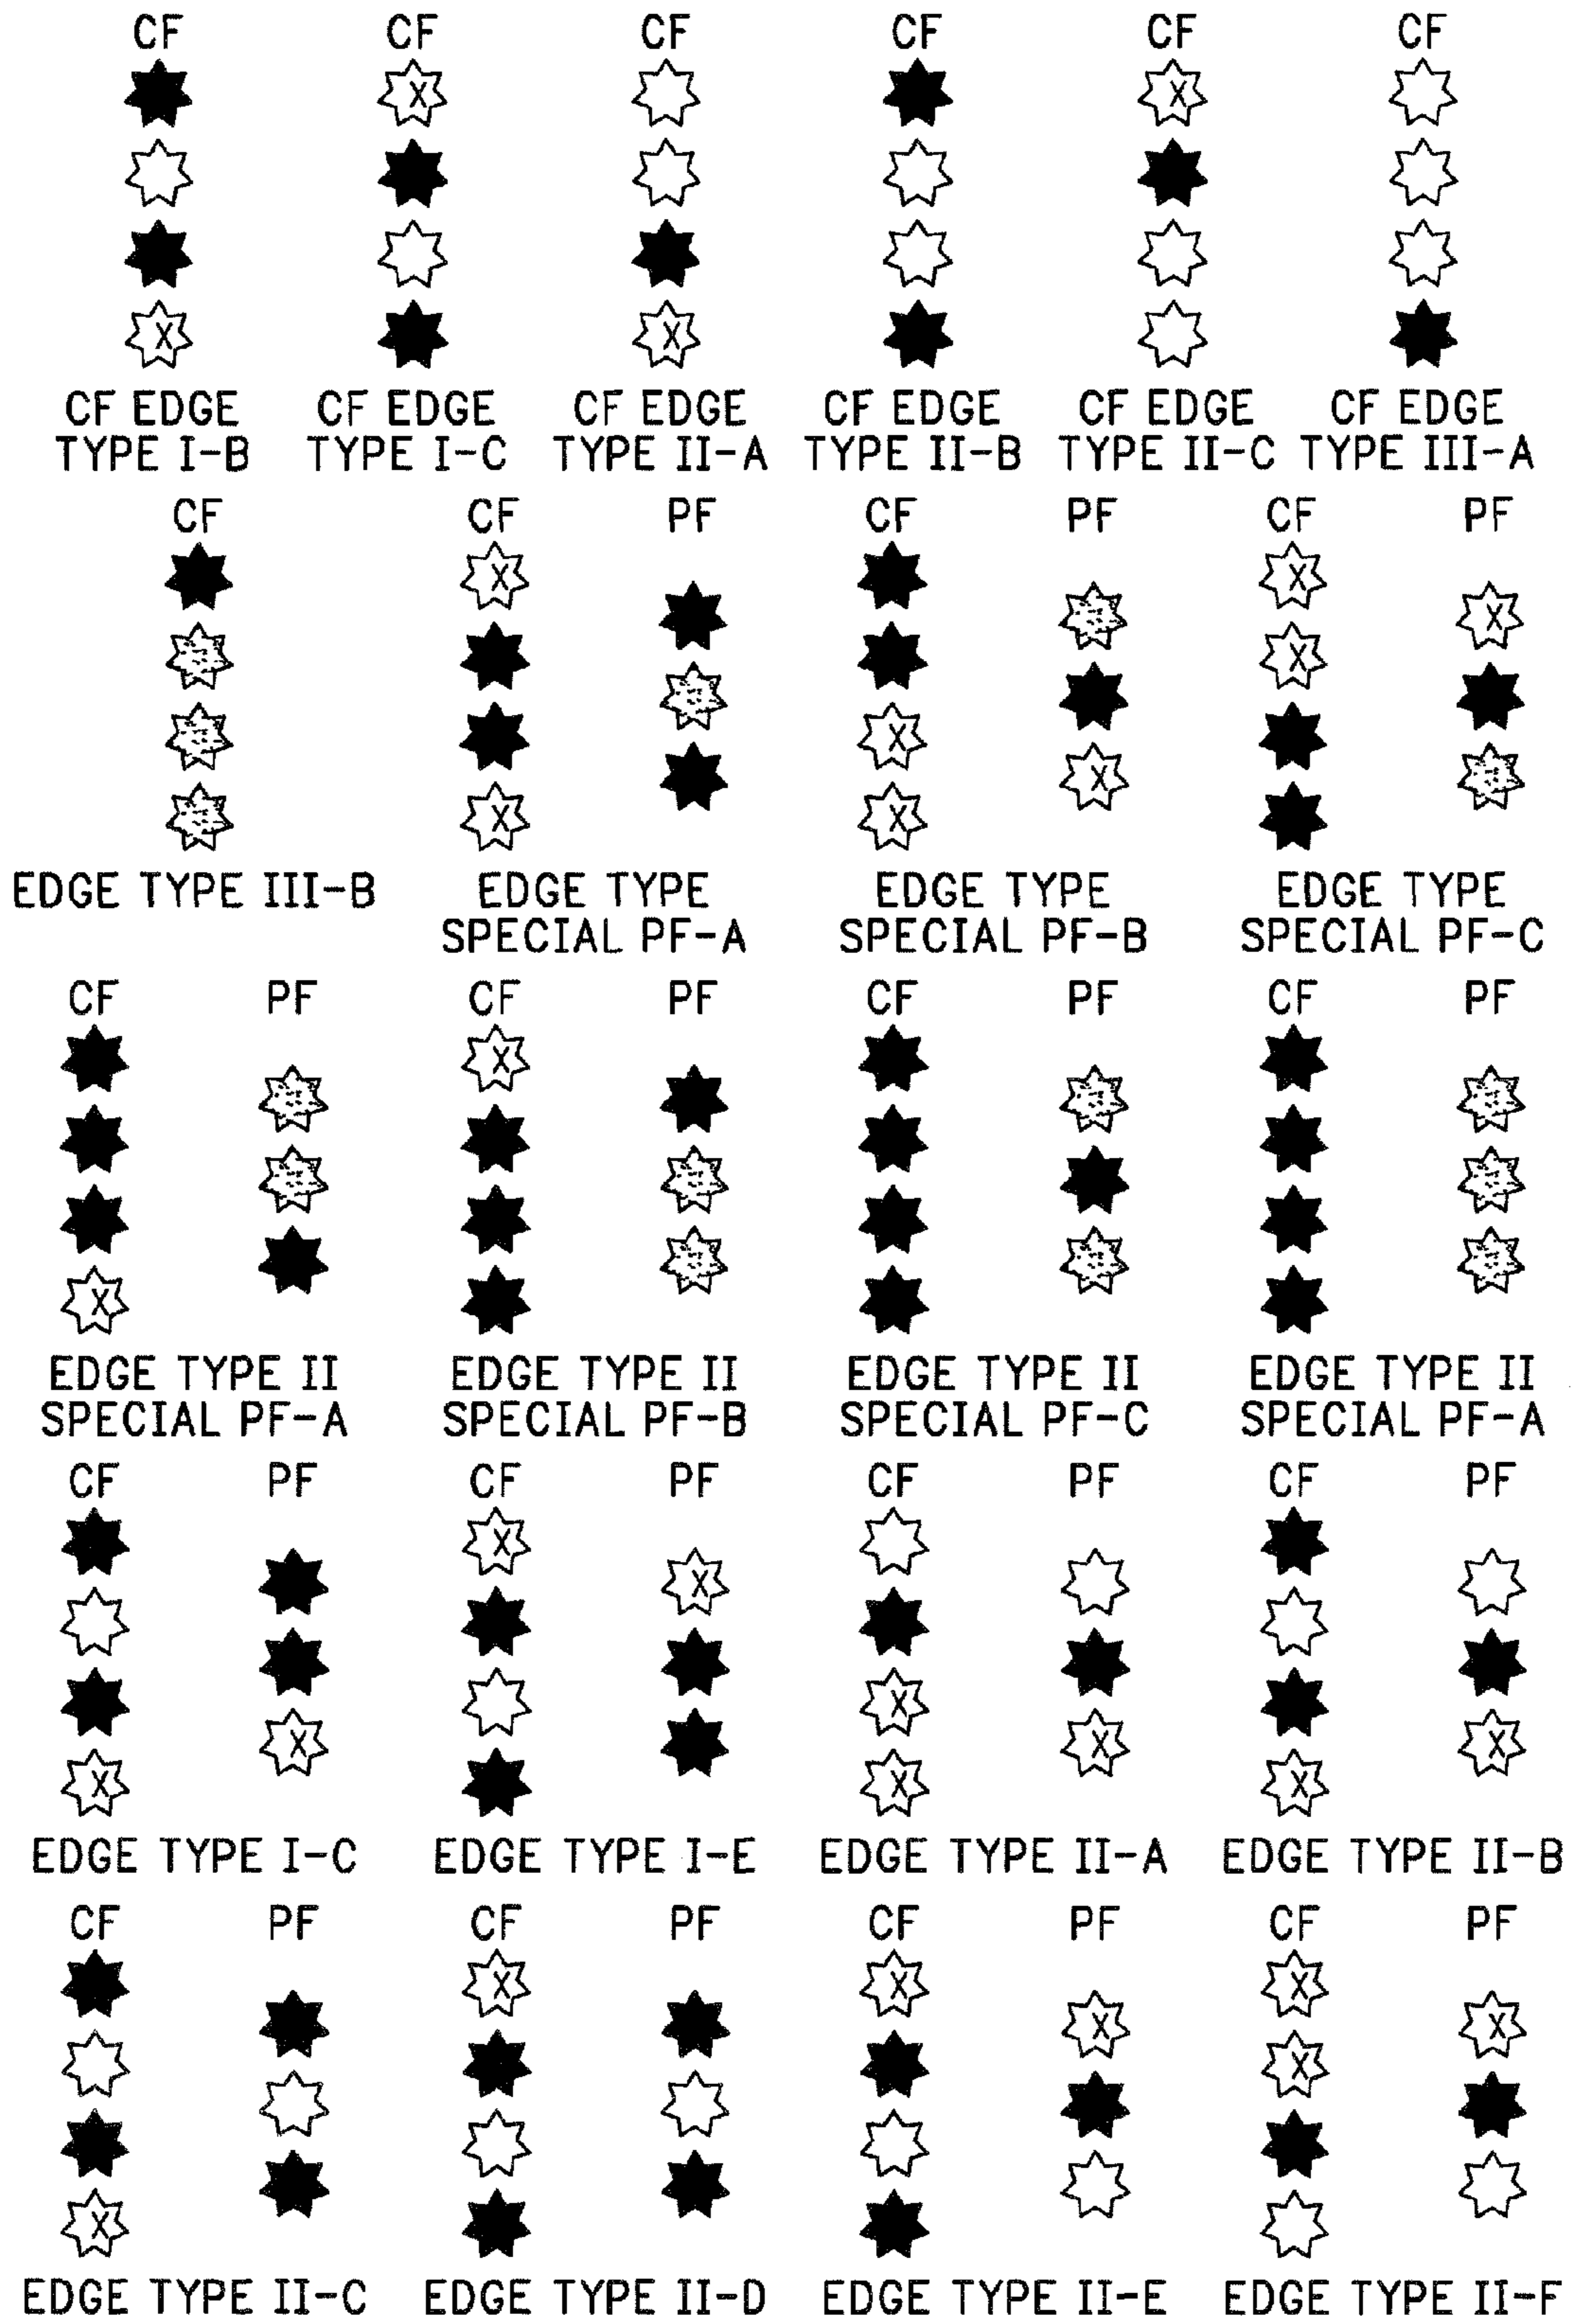 CF CF CF CF CF CF
X X
X X
CF EDGE CF EDGE CF EDGE CF EDGE CF EDGE CF EDGE
TYPE I-B TYPE I-C TYPE II-A TYPE II-B TYPE II-C TYPE III-A
CF CF PF CF PF CF PF
X X
X
X
X
X
X X
EDGE TYPE III-B EDGE TYPE EDGE TYPE EDGE TYPE
SPECIAL PF-A SPECIAL PF-B SPECIAL PF-C
CF PF CF PF CF PF CF PF
X
X
EDGE TYPE II EDGE TYPE II EDGE TYPE II EDGE TYPE II
SPECIAL PF-A SPECIAL PF-B SPECIAL PF-C SPECIAL PF-A
CF PF CF PF CF PF CF PF
X
X
X
X X X
X X X
EDGE TYPE I-C EDGE TYPE I-E EDGE TYPE II-A EDGE TYPE II-B
CF PF CF PF CF PF CF PF
X X X
X X
X
X
EDGE TYPE II-C EDGE TYPE II-D EDGE TYPE II-E EDGE TYPE II-F